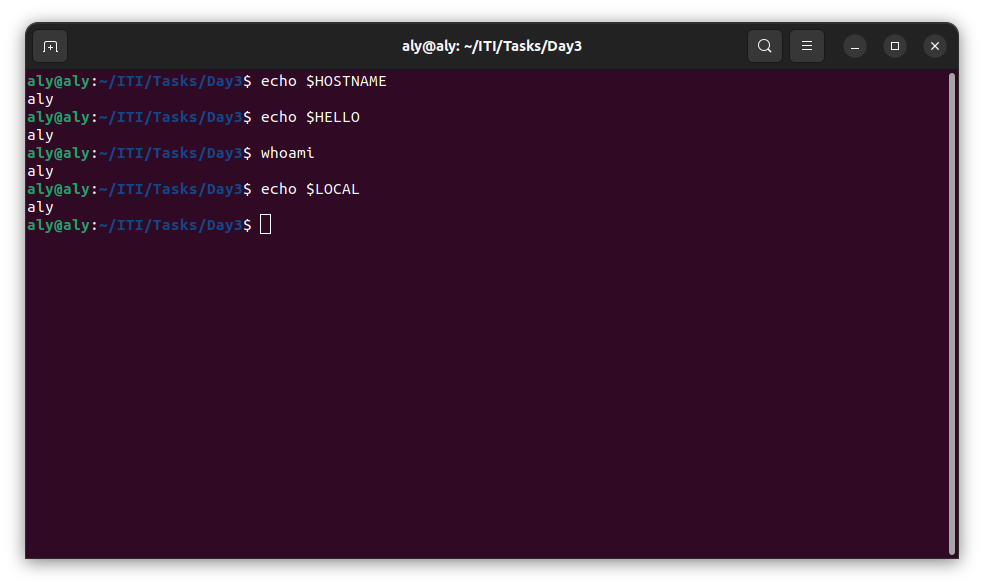 aly@aly: ~/ITI/Tasks/Day3
aly@aly:~/ITI/Tasks/Day3$ echo $HOSTNAME
aly
aly@aly:~/ITI/Tasks/Day3$ echo $HELLO
aly
aly@aly:~/ITI/Tasks/Day3$ whoami
aly
aly@aly:~/ITI/Tasks/Day3$ echo $LOCAL
aly
aly@aly:~/ITI/Tasks/Day3$